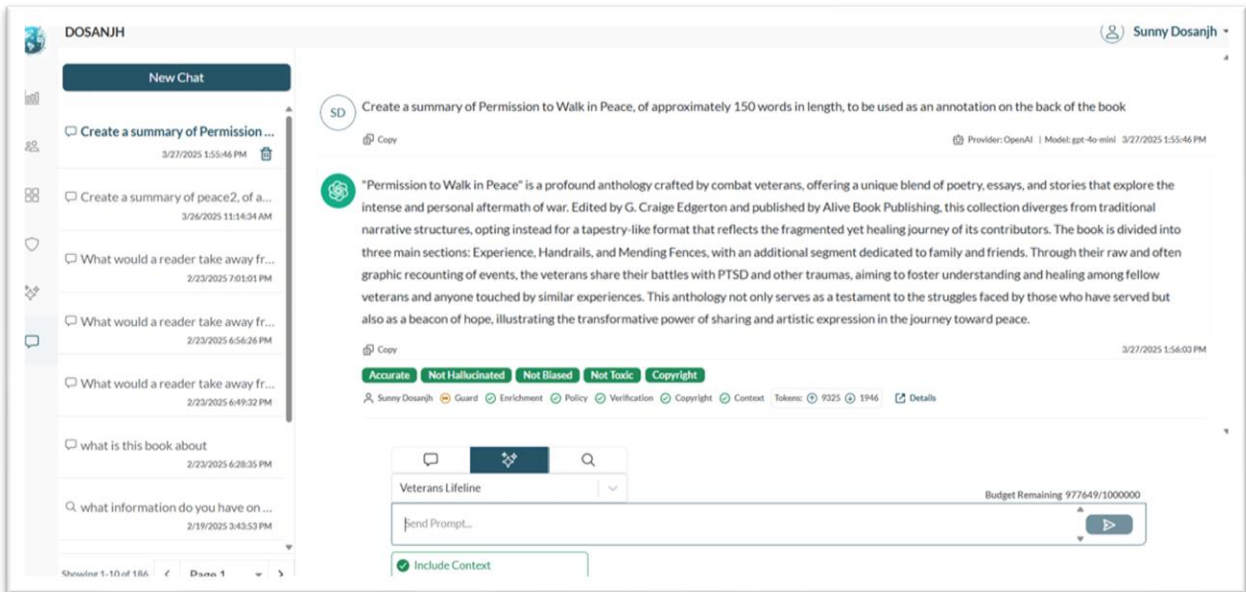 DOSANJH
Sunny Dosanjh
New Chat
Create a summary of Permission ...
3/27/2025 1:55:46 PM
Create a summary of peace2, of a...
3/26/2025 11:14:34 AM
What would a reader take away fr...
2/23/2025 7:01:01 PM
What would a reader take away fr...
2/23/2025 6:56:26 PM
What would a reader take away fr...
2/23/2025 6:49:32 PM
what is this book about
2/23/2025 6:28:35 PM
what information do you have on ...
2/19/2025 3:43:53 PM
Showing 1-10 of 186
Page 1
SD
Create a summary of Permission to Walk in Peace, of approximately 150 words in length, to be used as an annotation on the back of the book
Copy
Provider: OpenAI | Model: gpt-4o-mini 3/27/2025 1:55:46 PM
"Permission to Walk in Peace" is a profound anthology crafted by combat veterans, offering a unique blend of poetry, essays, and stories that explore the
intense and personal aftermath of war. Edited by G. Craige Edgerton and published by Alive Book Publishing, this collection diverges from traditional
narrative structures, opting instead for a tapestry-like format that reflects the fragmented yet healing journey of its contributors. The book is divided into
three main sections: Experience, Handrails, and Mending Fences, with an additional segment dedicated to family and friends. Through their raw and often
graphic recounting of events, the veterans share their battles with PTSD and other traumas, aiming to foster understanding and healing among fellow
veterans and anyone touched by similar experiences. This anthology not only serves as a testament to the struggles faced by those who have served but
also as a beacon of hope, illustrating the transformative power of sharing and artistic expression in the journey toward peace.
Copy
3/27/2025 1:56:03 PM
Accurate Not Hallucinated Not Biased Not Toxic Copyright
Sunny Dosanjh Guard Enrichment Policy Verification Copyright Context Tokens: 9325 1946 Details
Veterans Lifeline
Budget Remaining 977649/1000000
Send Prompt...
Include Context